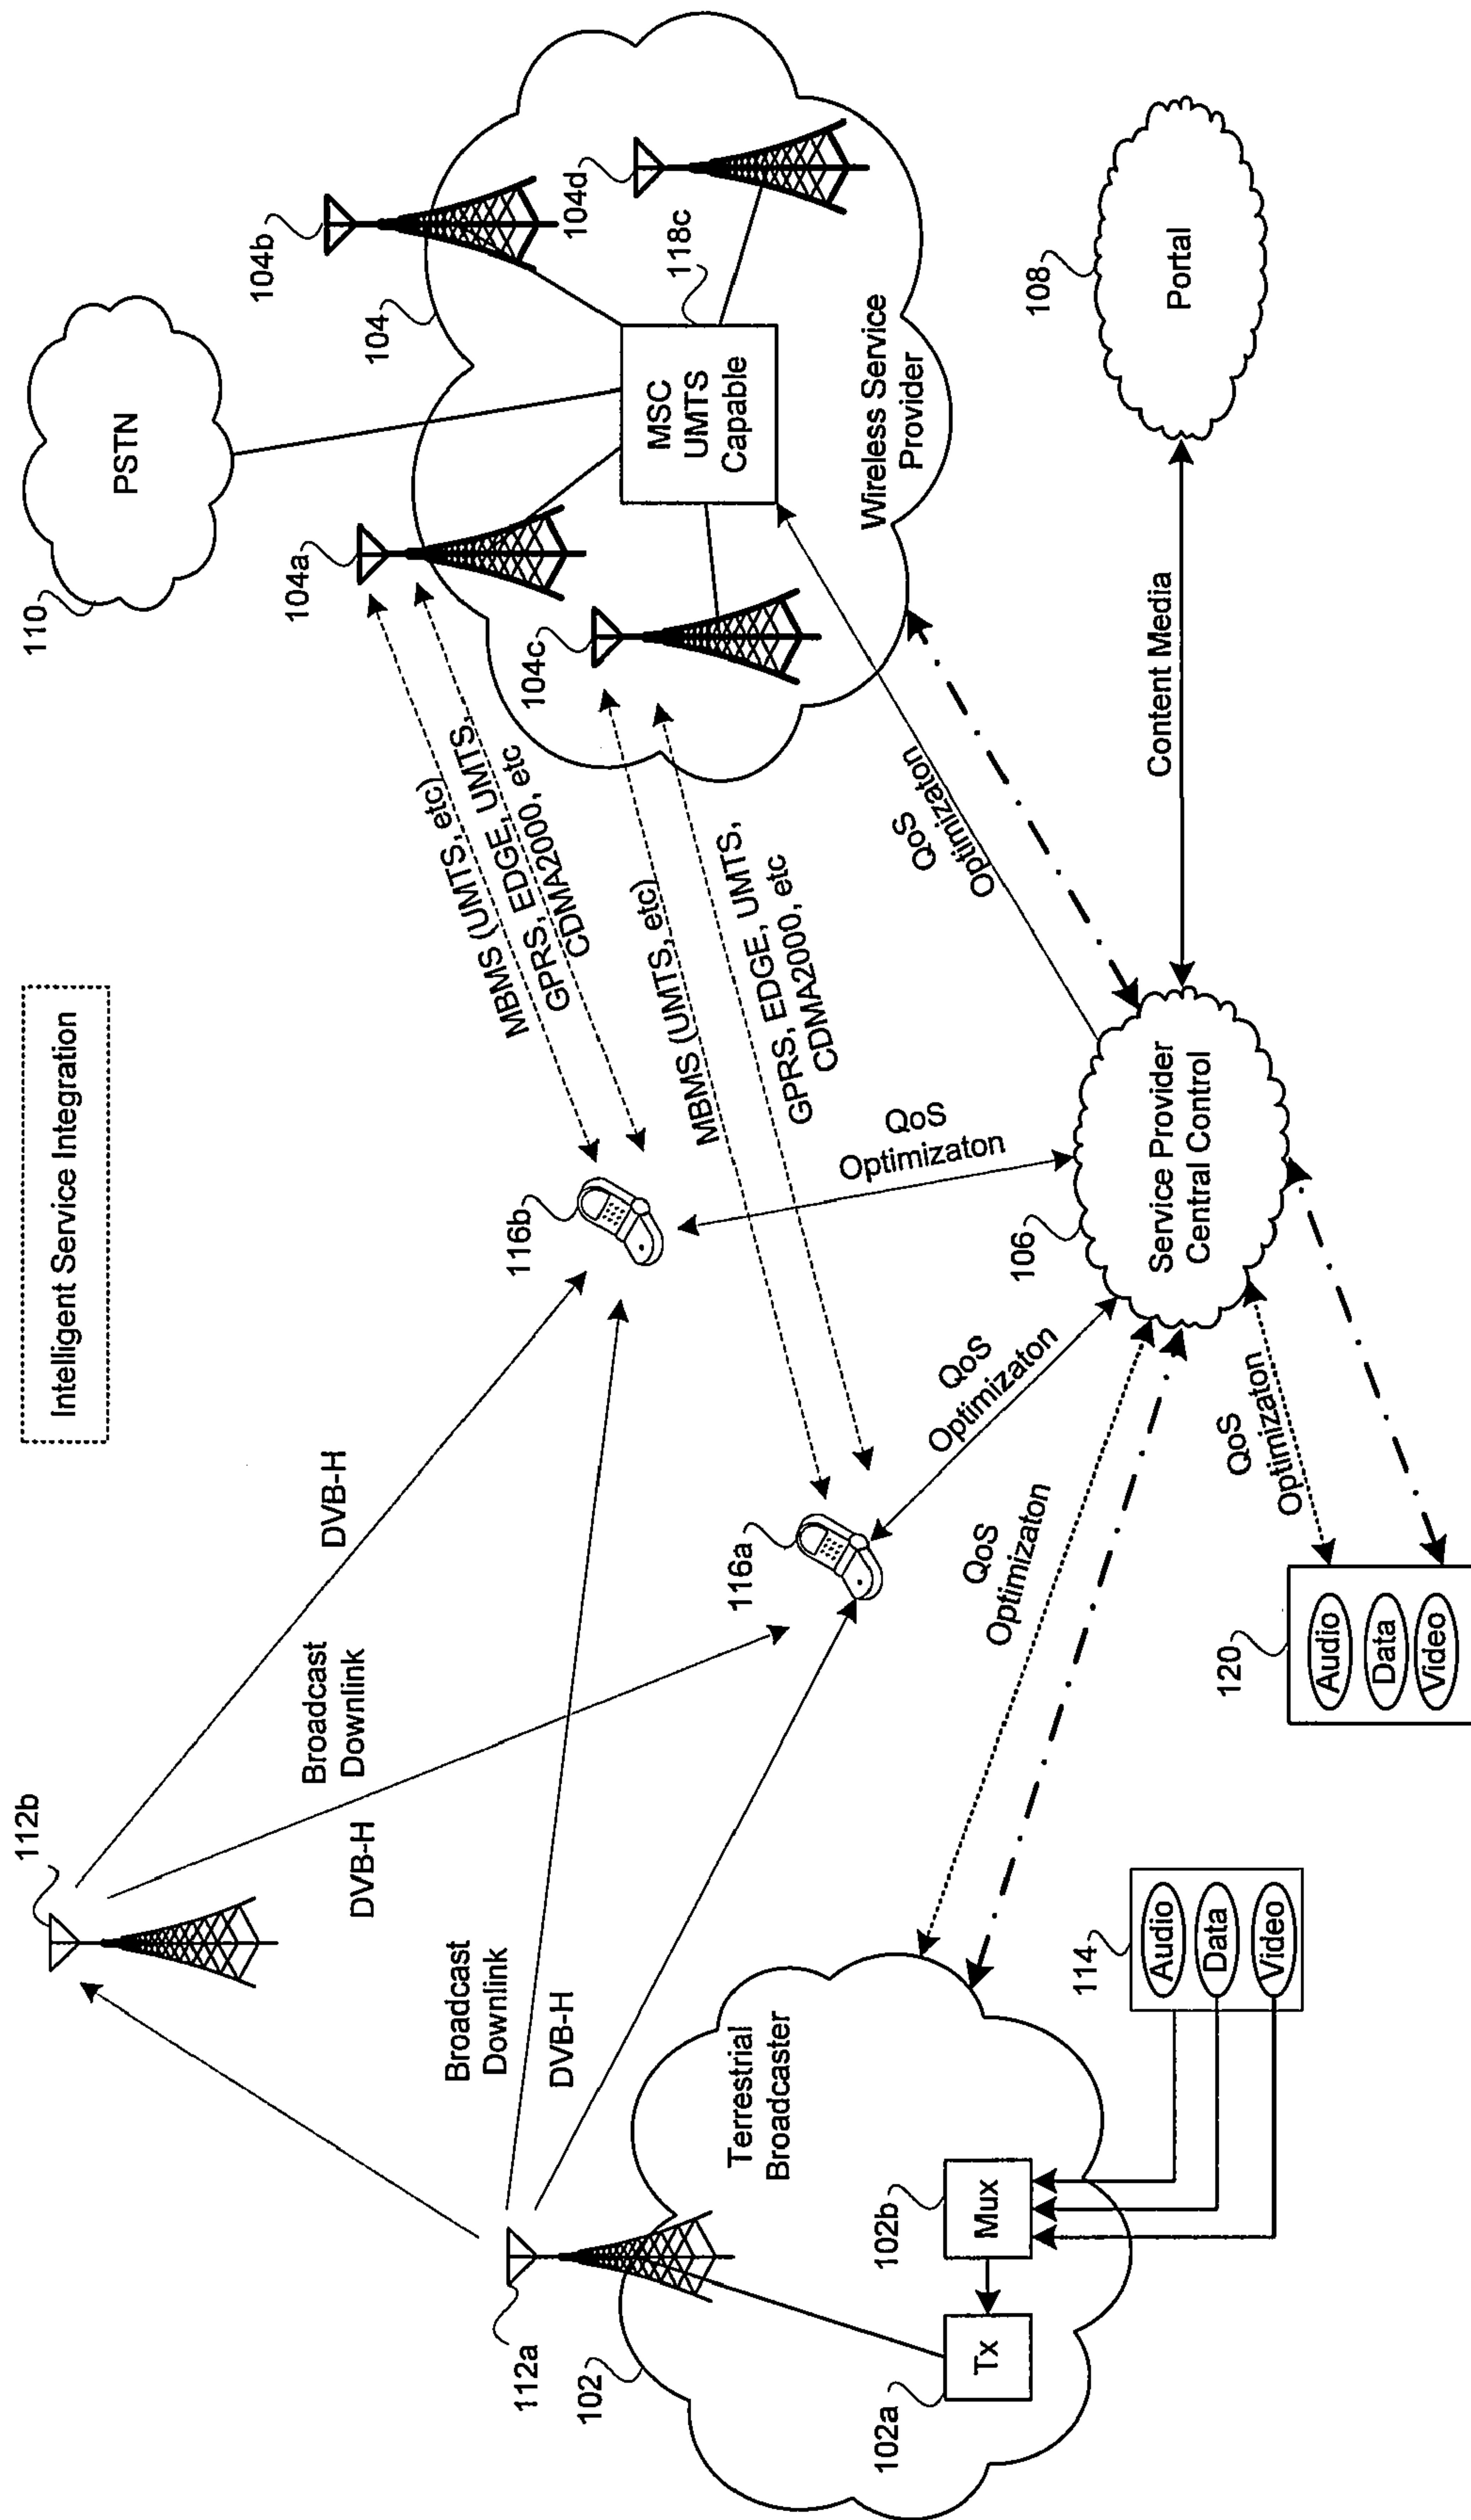 Intelligent Service Integration
110
PSTN
112b
104b
104
104a
104d
118c
104c
MSC
UMTS
Capable
Wireless Service
Provider
DVB-H
Broadcast
Downlink
DVB-H
MBMS (UMTS, etc)
GPRS, EDGE, UMTS,
CDMA2000, etc
MBMS (UMTS, etc)
GPRS, EDGE, UMTS,
CDMA2000, etc
116b
116a
112a
Broadcast
Downlink
DVB-H
102
Terrestrial
Broadcaster
102a
Tx
102b
Mux
114
Audio
Data
Video
QoS
Optimizaton
QoS
Optimizaton
QoS
Optimizaton
QoS
Optimizaton
QoS
Optimizaton
106
Service Provider
Central Control
Content Media
108
Portal
120
Audio
Data
Video